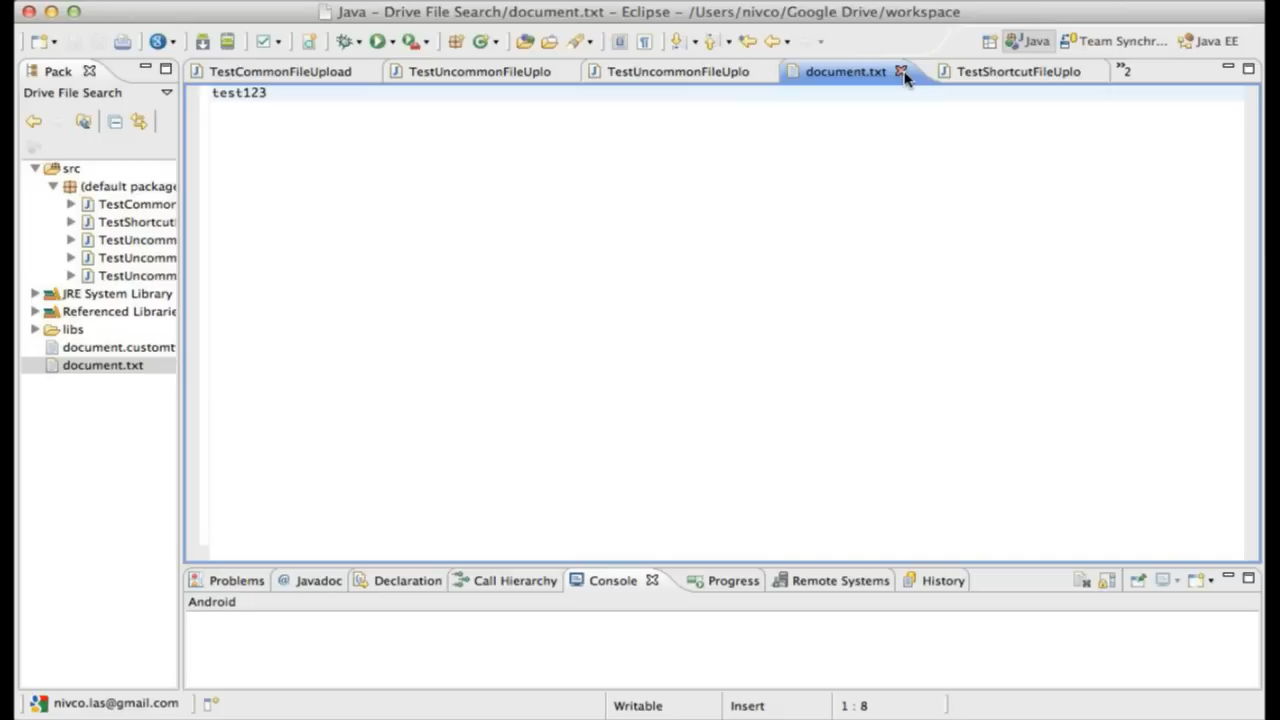 Java – Drive File Search/document.txt – Eclipse – /Users/nivco/Google Drive/workspace
Java
Team Synchr...
Java EE
Pack
TestCommonFileUpload
TestUncommonFileUplo
TestUncommonFileUplo
document.txt
TestShortcutFileUplo
»2
Drive File Search
test123
src
(default package
TestCommor
TestShortcut
TestUncomm
TestUncomm
TestUncomm
JRE System Library
Referenced Librarie
libs
document.customt
document.txt
Problems
@ Javadoc
Declaration
Call Hierarchy
Console
Progress
Remote Systems
History
Android
nivco.las@gmail.com
Writable
Insert
1 : 8